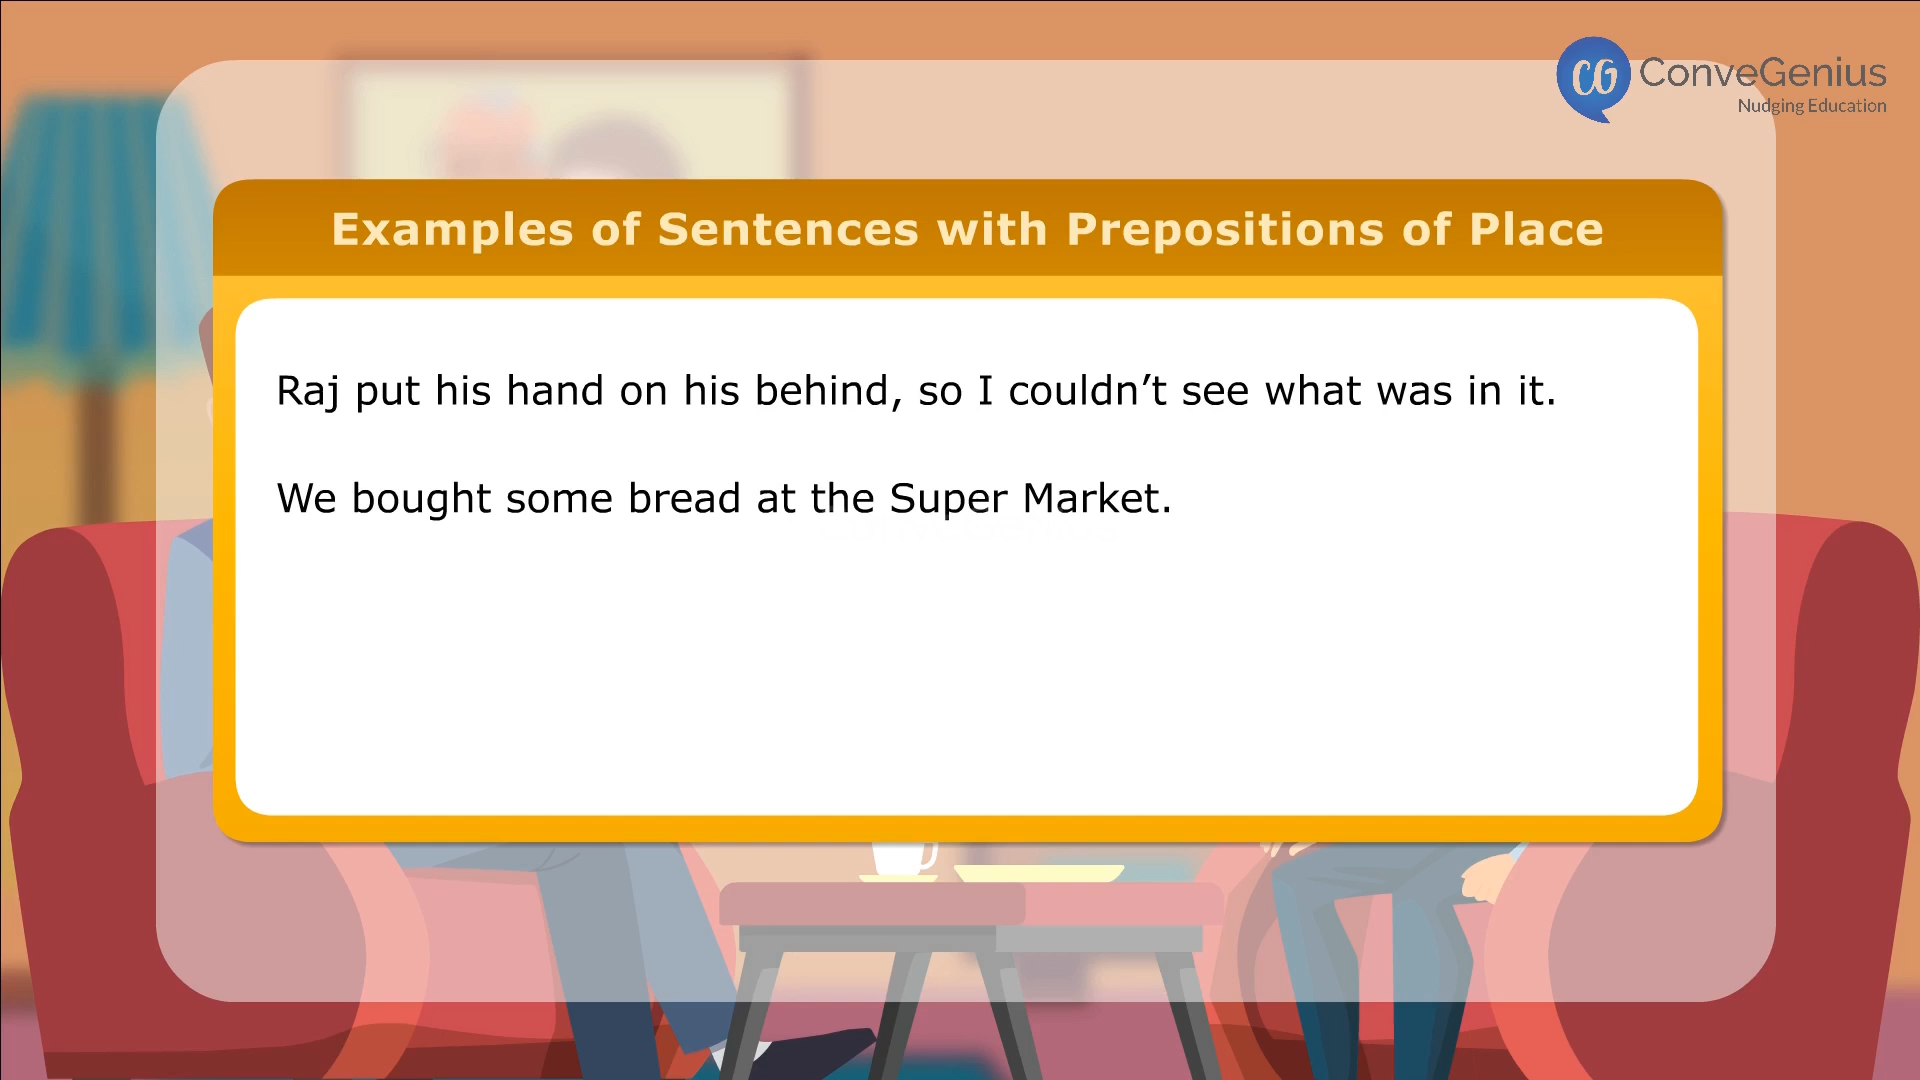 CG ConveGenius
Nudging Education
Examples of Sentences with Prepositions of Place
Raj put his hand on his behind, so I couldn’t see what was in it.
We bought some bread at the Super Market.